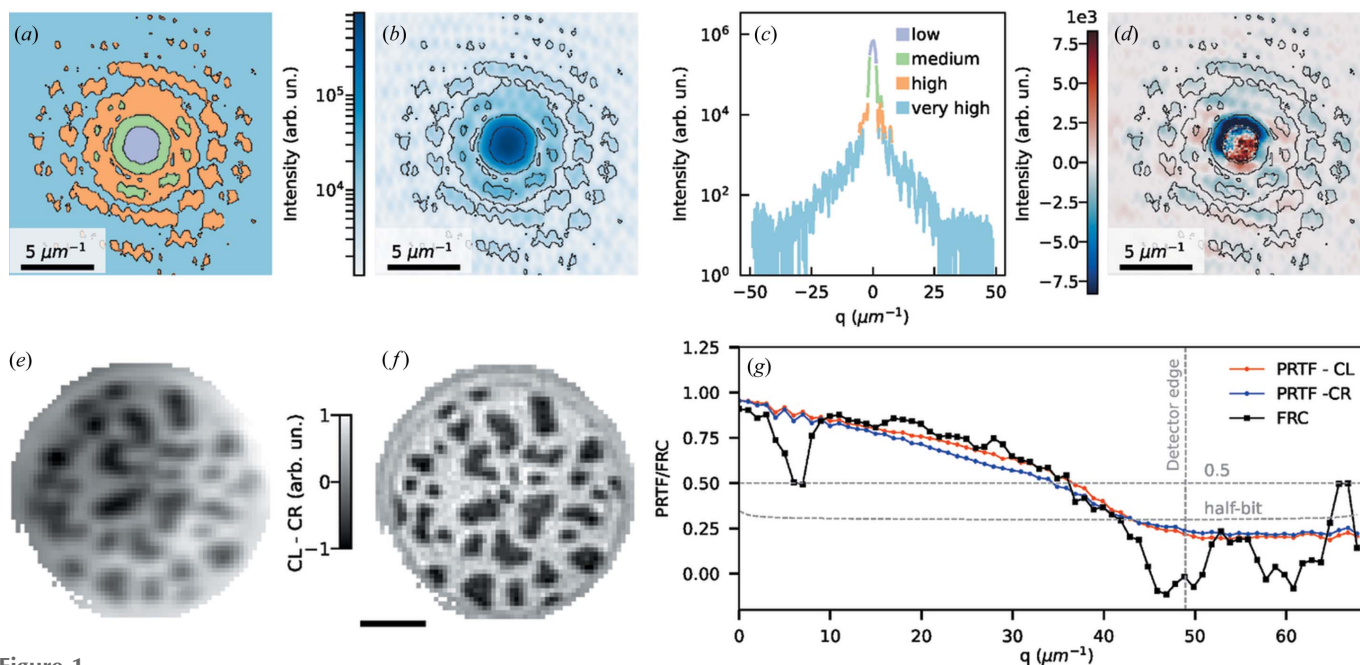 (a)
5 μm⁻¹
Intensity (arb. un.)
10⁵
10⁴
(b)
5 μm⁻¹
Intensity (arb. un.)
10⁶
10⁴
10²
10⁰
(c)
low
medium
high
very high
−50
−25
0
25
50
q (μm⁻¹)
1e3
7.5
5.0
2.5
0.0
−2.5
−5.0
−7.5
(d)
5 μm⁻¹
(e)
CL - CR (arb. un.)
1
0
−1
(f)
PRTF/FRC
1.25
1.00
0.75
0.50
0.25
0.00
(g)
Detector edge
PRTF - CL
PRTF -CR
FRC
0.5
half-bit
0
10
20
30
40
50
60
q (μm⁻¹)
Figure 1